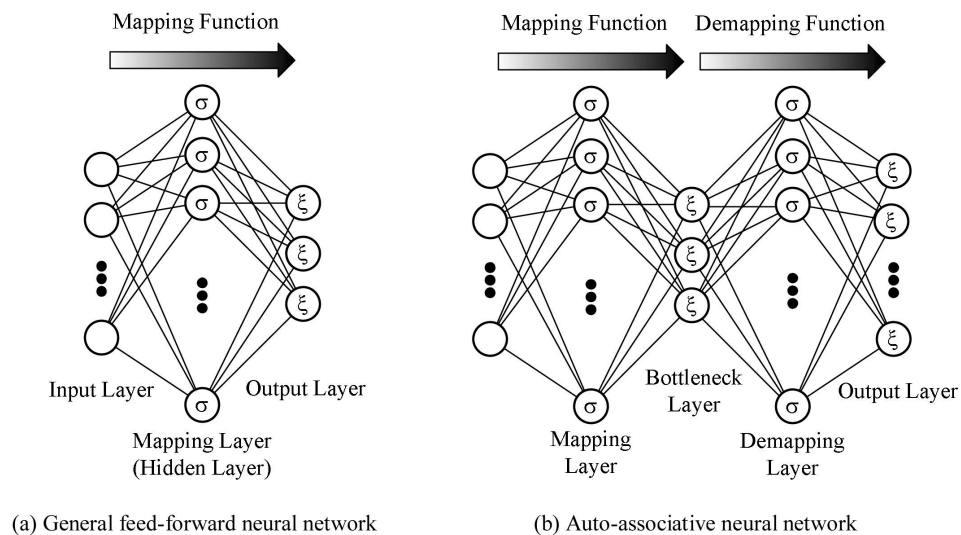 Mapping Function
σ
σ
σ
ξ
ξ
ξ
σ
Input Layer
Output Layer
Mapping Layer
(Hidden Layer)
(a) General feed-forward neural network
Mapping Function
Demapping Function
σ
σ
σ
ξ
ξ
ξ
σ
σ
σ
σ
σ
ξ
ξ
ξ
Mapping
Layer
Bottleneck
Layer
Demapping
Layer
Output Layer
(b) Auto-associative neural network